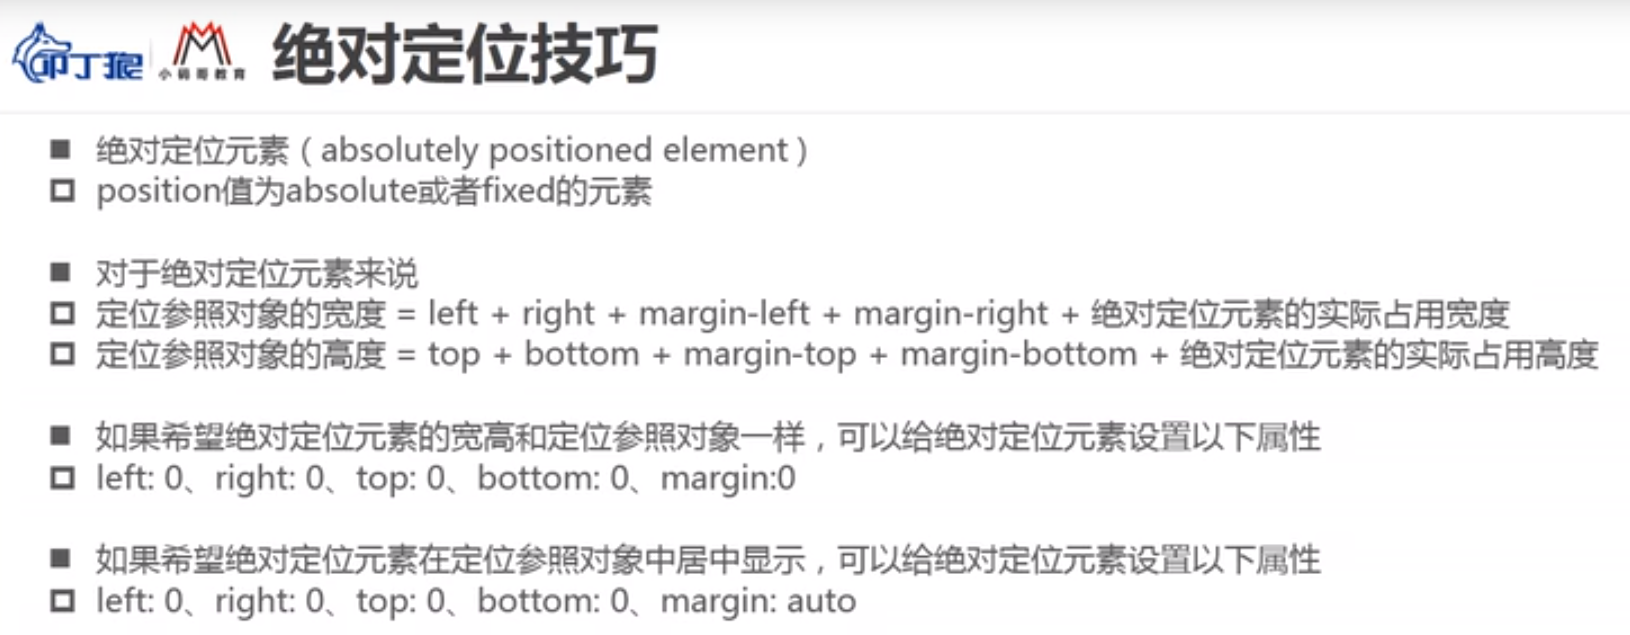 叩丁狼
小码哥教育
绝对定位技巧
绝对定位元素（absolutely positioned element）
position值为absolute或者fixed的元素
对于绝对定位元素来说
定位参照对象的宽度 = left + right + margin-left + margin-right + 绝对定位元素的实际占用宽度
定位参照对象的高度 = top + bottom + margin-top + margin-bottom + 绝对定位元素的实际占用高度
如果希望绝对定位元素的宽高和定位参照对象一样，可以给绝对定位元素设置以下属性
left: 0、right: 0、top: 0、bottom: 0、margin:0
如果希望绝对定位元素在定位参照对象中居中显示，可以给绝对定位元素设置以下属性
left: 0、right: 0、top: 0、bottom: 0、margin: auto